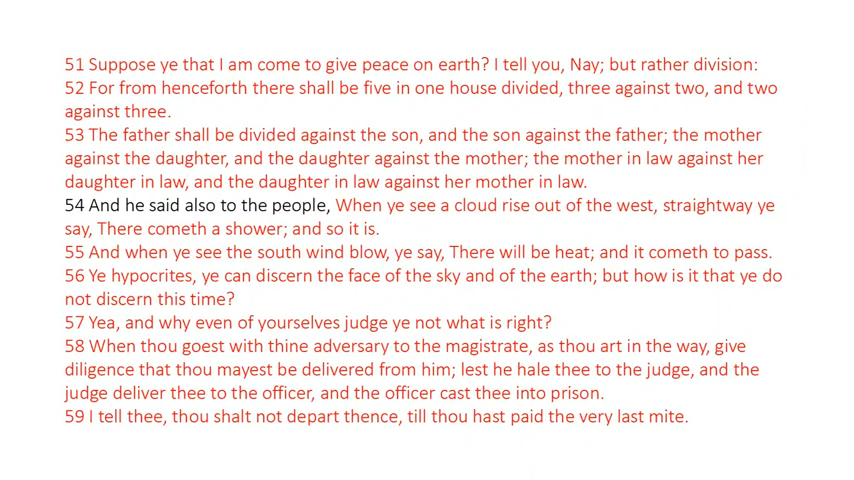 51 Suppose ye that I am come to give peace on earth? I tell you, Nay; but rather division:
52 For from henceforth there shall be five in one house divided, three against two, and two
against three.
53 The father shall be divided against the son, and the son against the father; the mother
against the daughter, and the daughter against the mother; the mother in law against her
daughter in law, and the daughter in law against her mother in law.
54 And he said also to the people, When ye see a cloud rise out of the west, straightway ye
say, There cometh a shower; and so it is.
55 And when ye see the south wind blow, ye say, There will be heat; and it cometh to pass.
56 Ye hypocrites, ye can discern the face of the sky and of the earth; but how is it that ye do
not discern this time?
57 Yea, and why even of yourselves judge ye not what is right?
58 When thou goest with thine adversary to the magistrate, as thou art in the way, give
diligence that thou mayest be delivered from him; lest he hale thee to the judge, and the
judge deliver thee to the officer, and the officer cast thee into prison.
59 I tell thee, thou shalt not depart thence, till thou hast paid the very last mite.